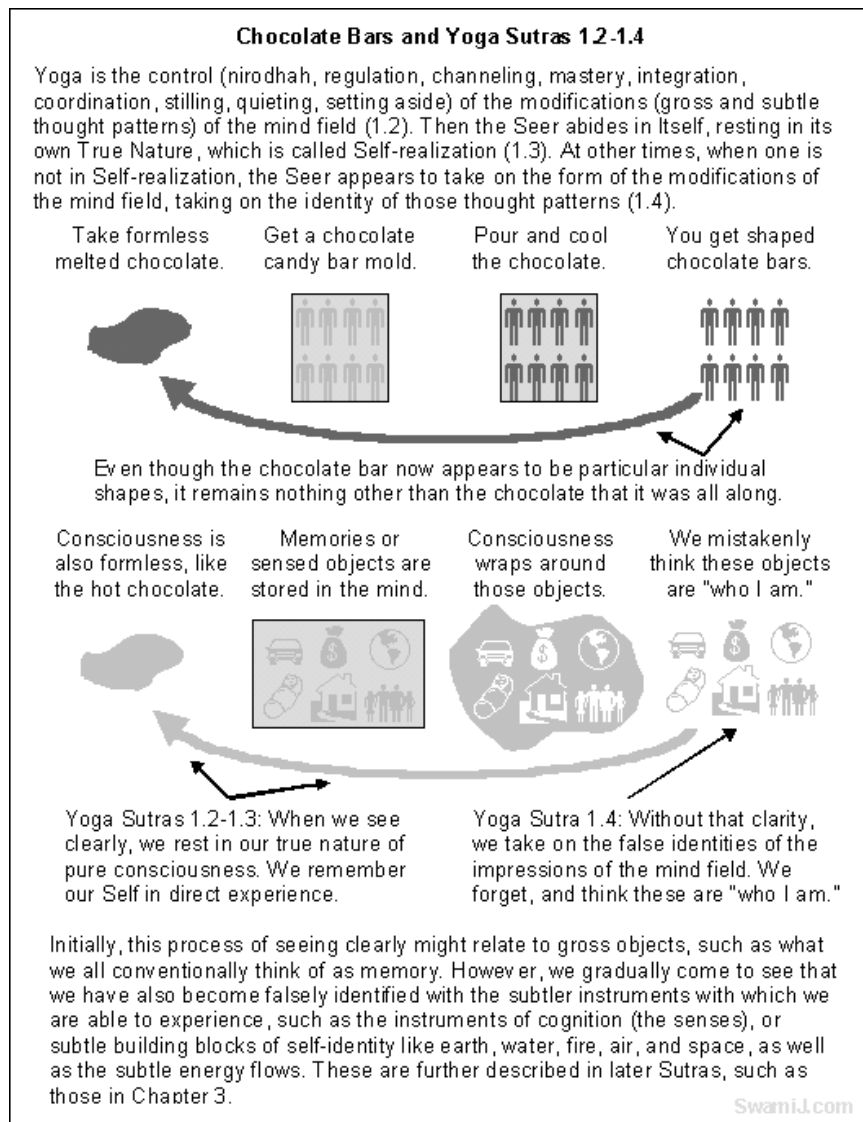 Chocolate Bars and Yoga Sutras 1.2-1.4
Yoga is the control (nirodhah, regulation, channeling, mastery, integration,
coordination, stilling, quieting, setting aside) of the modifications (gross and subtle
thought patterns) of the mind field (1.2). Then the Seer abides in Itself, resting in its
own True Nature, which is called Self-realization (1.3). At other times, when one is
not in Self-realization, the Seer appears to take on the form of the modifications of
the mind field, taking on the identity of those thought patterns (1.4).
Take formless
melted chocolate.
Get a chocolate
candy bar mold.
Pour and cool
the chocolate.
You get shaped
chocolate bars.
Even though the chocolate bar now appears to be particular individual
shapes, it remains nothing other than the chocolate that it was all along.
Consciousness is
also formless, like
the hot chocolate.
Memories or
sensed objects are
stored in the mind.
Consciousness
wraps around
those objects.
We mistakenly
think these objects
are "who I am."
$
$
$
Yoga Sutras 1.2-1.3: When we see
clearly, we rest in our true nature of
pure consciousness. We remember
our Self in direct experience.
Yoga Sutra 1.4: Without that clarity,
we take on the false identities of the
impressions of the mind field. We
forget, and think these are "who I am."
Initially, this process of seeing clearly might relate to gross objects, such as what
we all conventionally think of as memory. However, we gradually come to see that
we have also become falsely identified with the subtler instruments with which we
are able to experience, such as the instruments of cognition (the senses), or
subtle building blocks of self-identity like earth, water, fire, air, and space, as well
as the subtle energy flows. These are further described in later Sutras, such as
those in Chapter 3.
SwamiJ.com